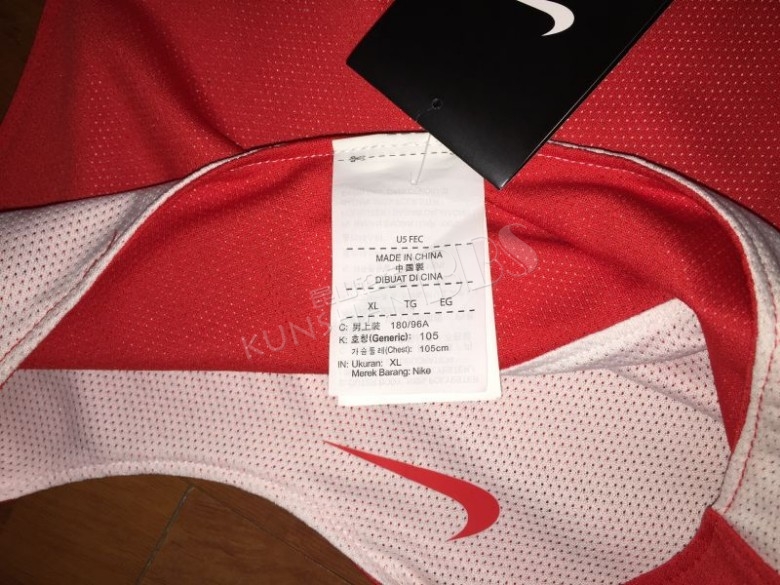 US FEC
MADE IN CHINA
中國製
DIBUAT DI CINA
XL TG EG
C: 男上裝 180/96A
K: 호칭(Generic): 105
가슴둘레(Chest): 105cm
IN: Ukuran: XL
Merek Barang: Nike